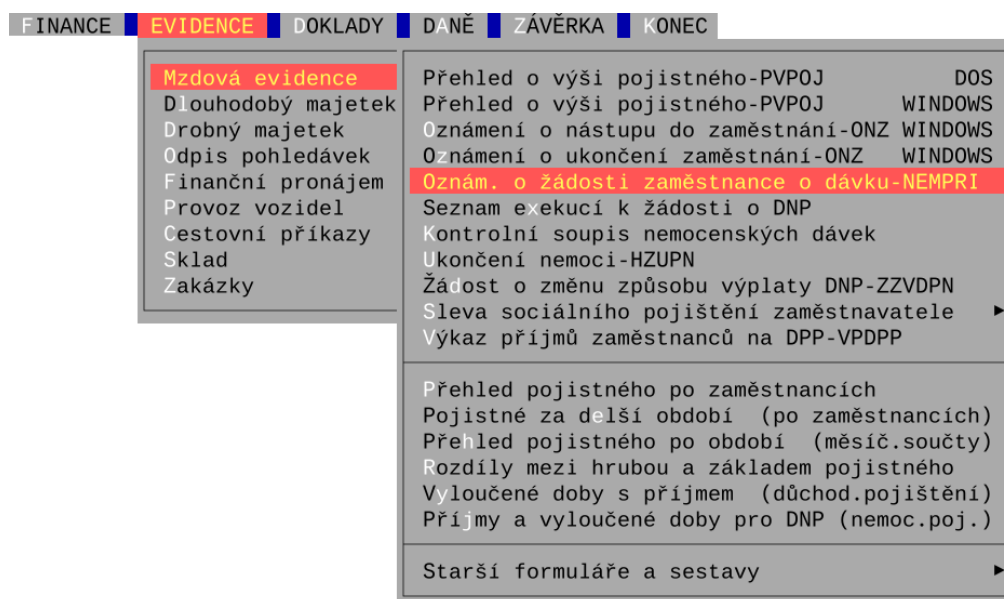 FINANCE EVIDENCE DOKLADY DANĚ ZÁVĚRKA KONEC
Mzdová evidence
Dlouhodobý majetek
Drobný majetek
Odpis pohledávek
Finanční pronájem
Provoz vozidel
Cestovní příkazy
Sklad
Zakázky
Přehled o výši pojistného-PVPOJ DOS
Přehled o výši pojistného-PVPOJ WINDOWS
Oznámení o nástupu do zaměstnání-ONZ WINDOWS
Oznámení o ukončení zaměstnání-ONZ WINDOWS
Oznám. o žádosti zaměstnance o dávku-NEMPRI
Seznam exekucí k žádosti o DNP
Kontrolní soupis nemocenských dávek
Ukončení nemoci-HZUPN
Žádost o změnu způsobu výplaty DNP-ZZVDPN
Sleva sociálního pojištění zaměstnavatele
Výkaz příjmů zaměstnanců na DPP-VPDPP
Přehled pojistného po zaměstnancích
Pojistné za delší období (po zaměstnancích)
Přehled pojistného po období (měsíč.součty)
Rozdíly mezi hrubou a základem pojistného
Vyloučené doby s příjmem (důchod.pojištění)
Příjmy a vyloučené doby pro DNP (nemoc.poj.)
Starší formuláře a sestavy